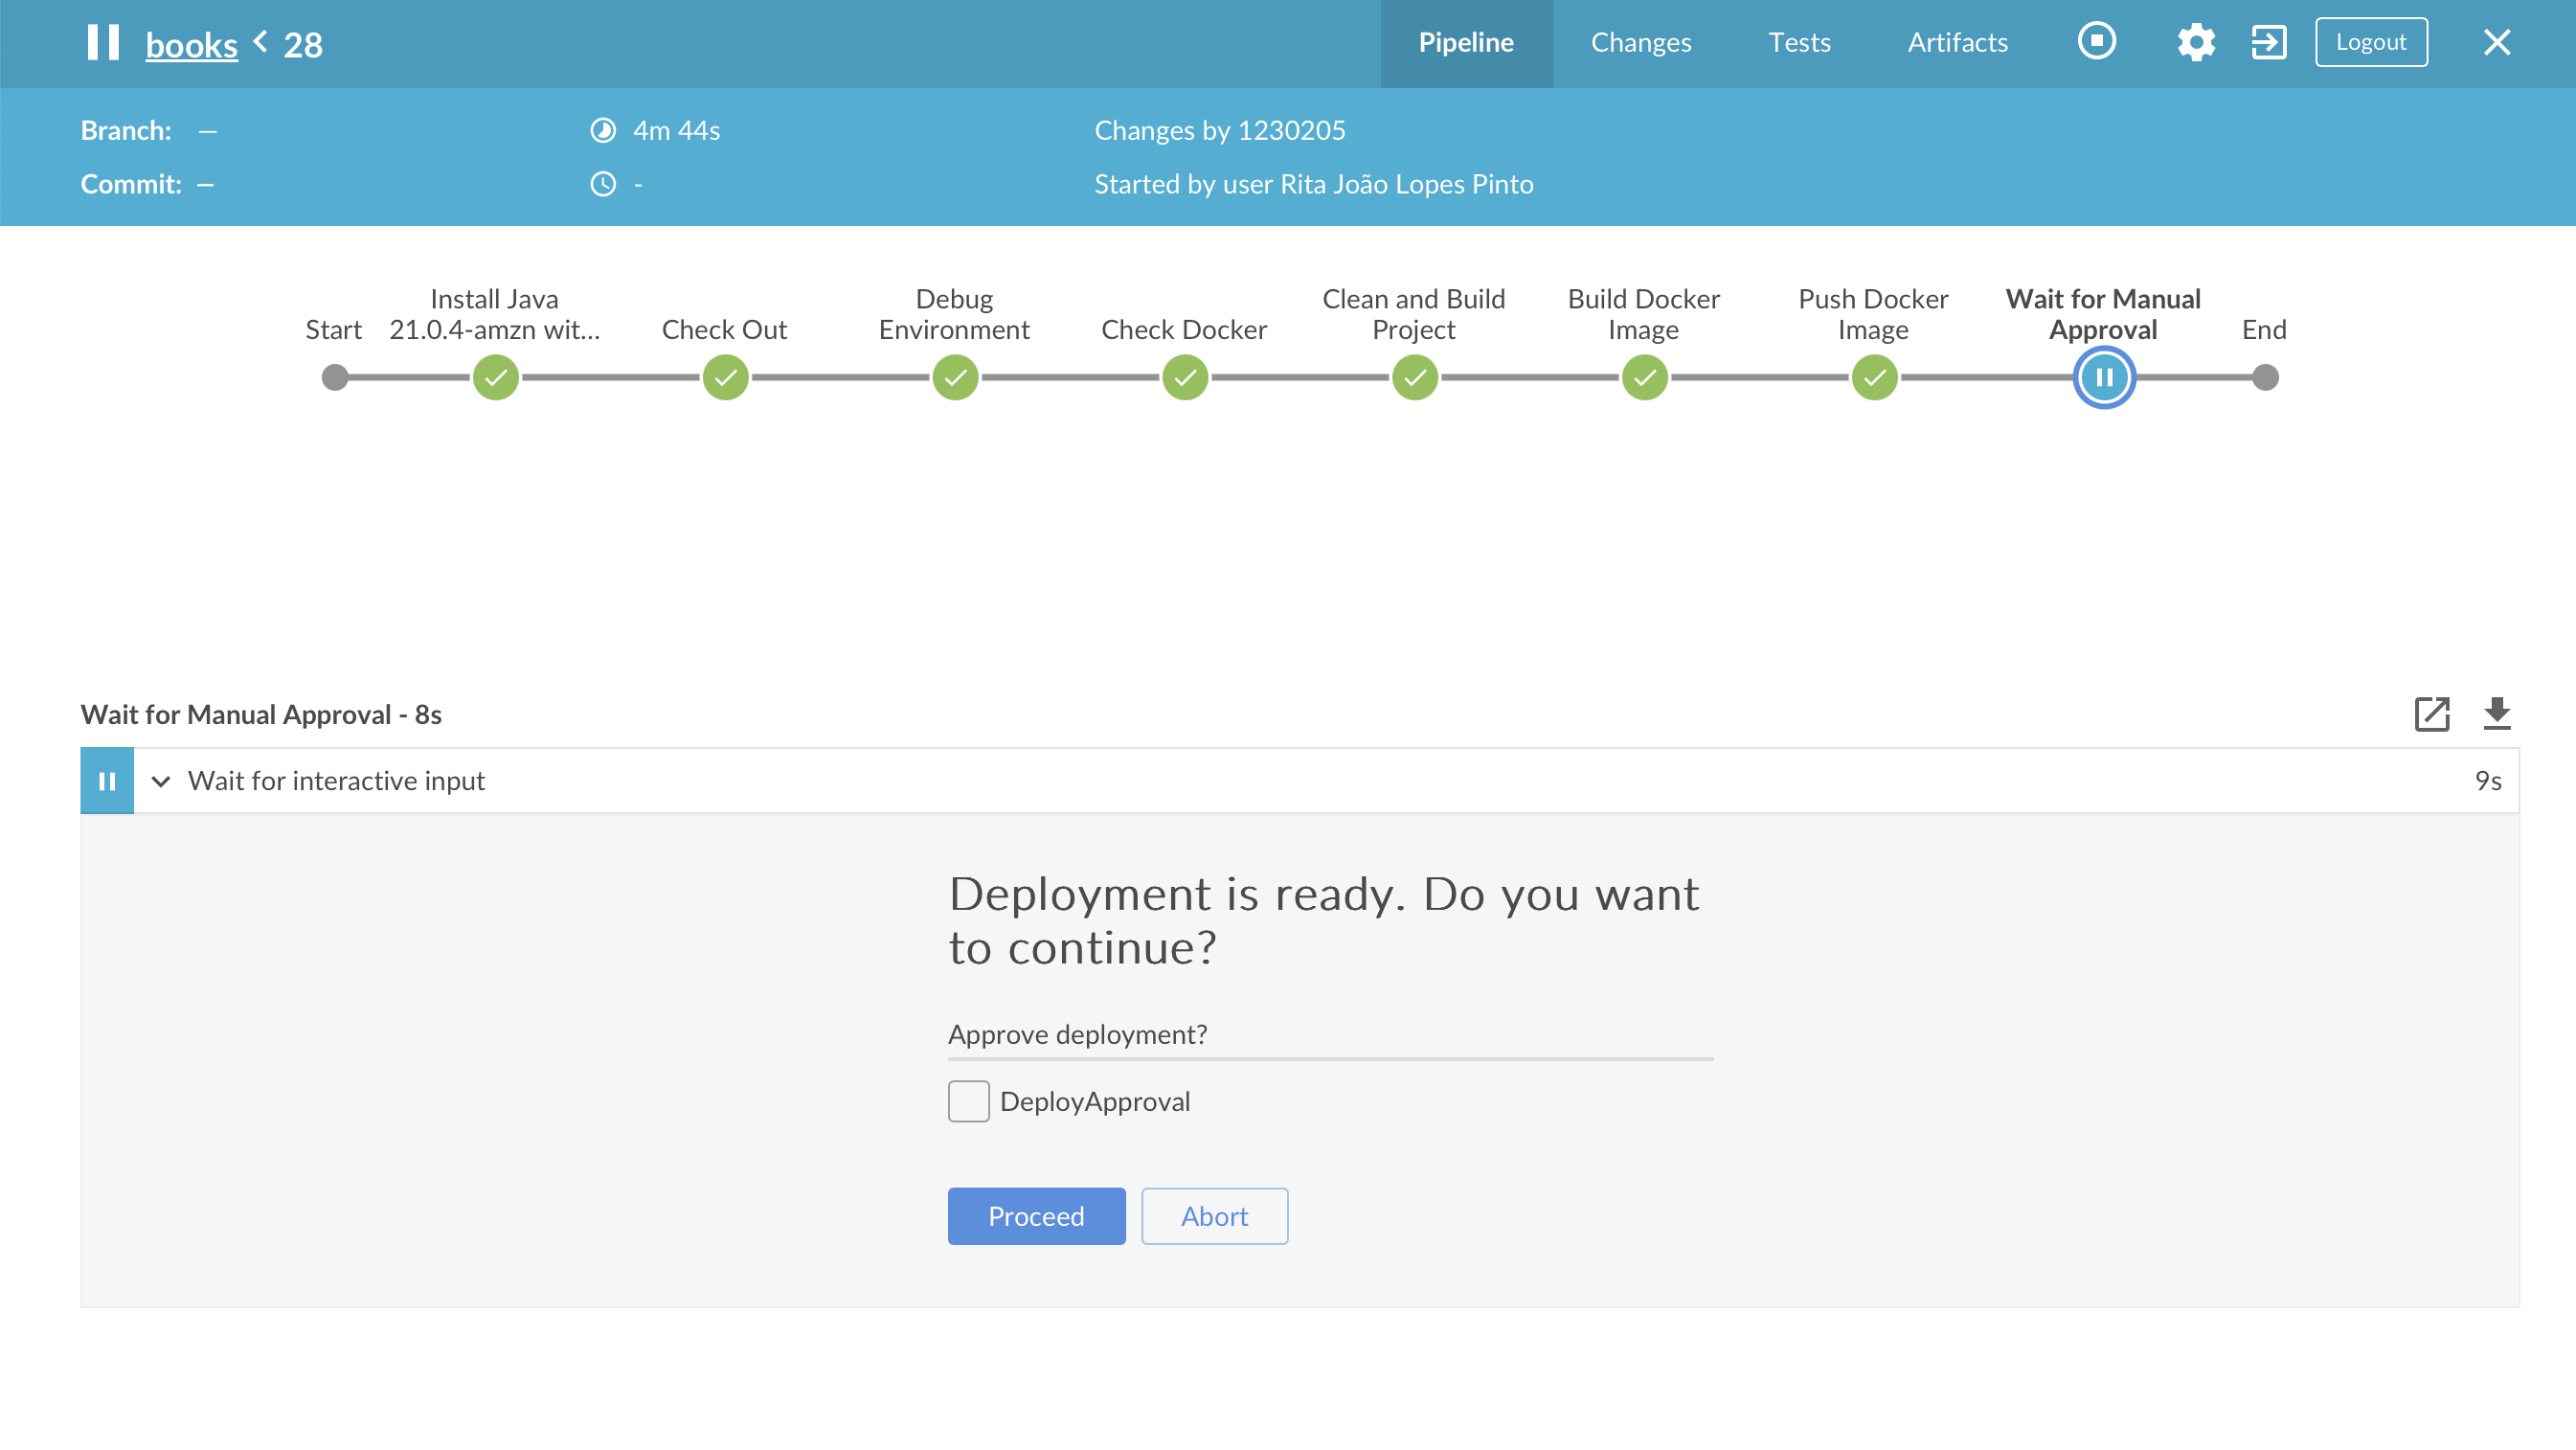 books < 28
Pipeline
Changes
Tests
Artifacts
Logout
Branch: —
4m 44s
Changes by 1230205
Commit: —
-
Started by user Rita João Lopes Pinto
Start
Install Java
21.0.4-amzn wit...
Check Out
Debug
Environment
Check Docker
Clean and Build
Project
Build Docker
Image
Push Docker
Image
Wait for Manual
Approval
End
Wait for Manual Approval - 8s
Wait for interactive input
9s
Deployment is ready. Do you want
to continue?
Approve deployment?
DeployApproval
Proceed
Abort